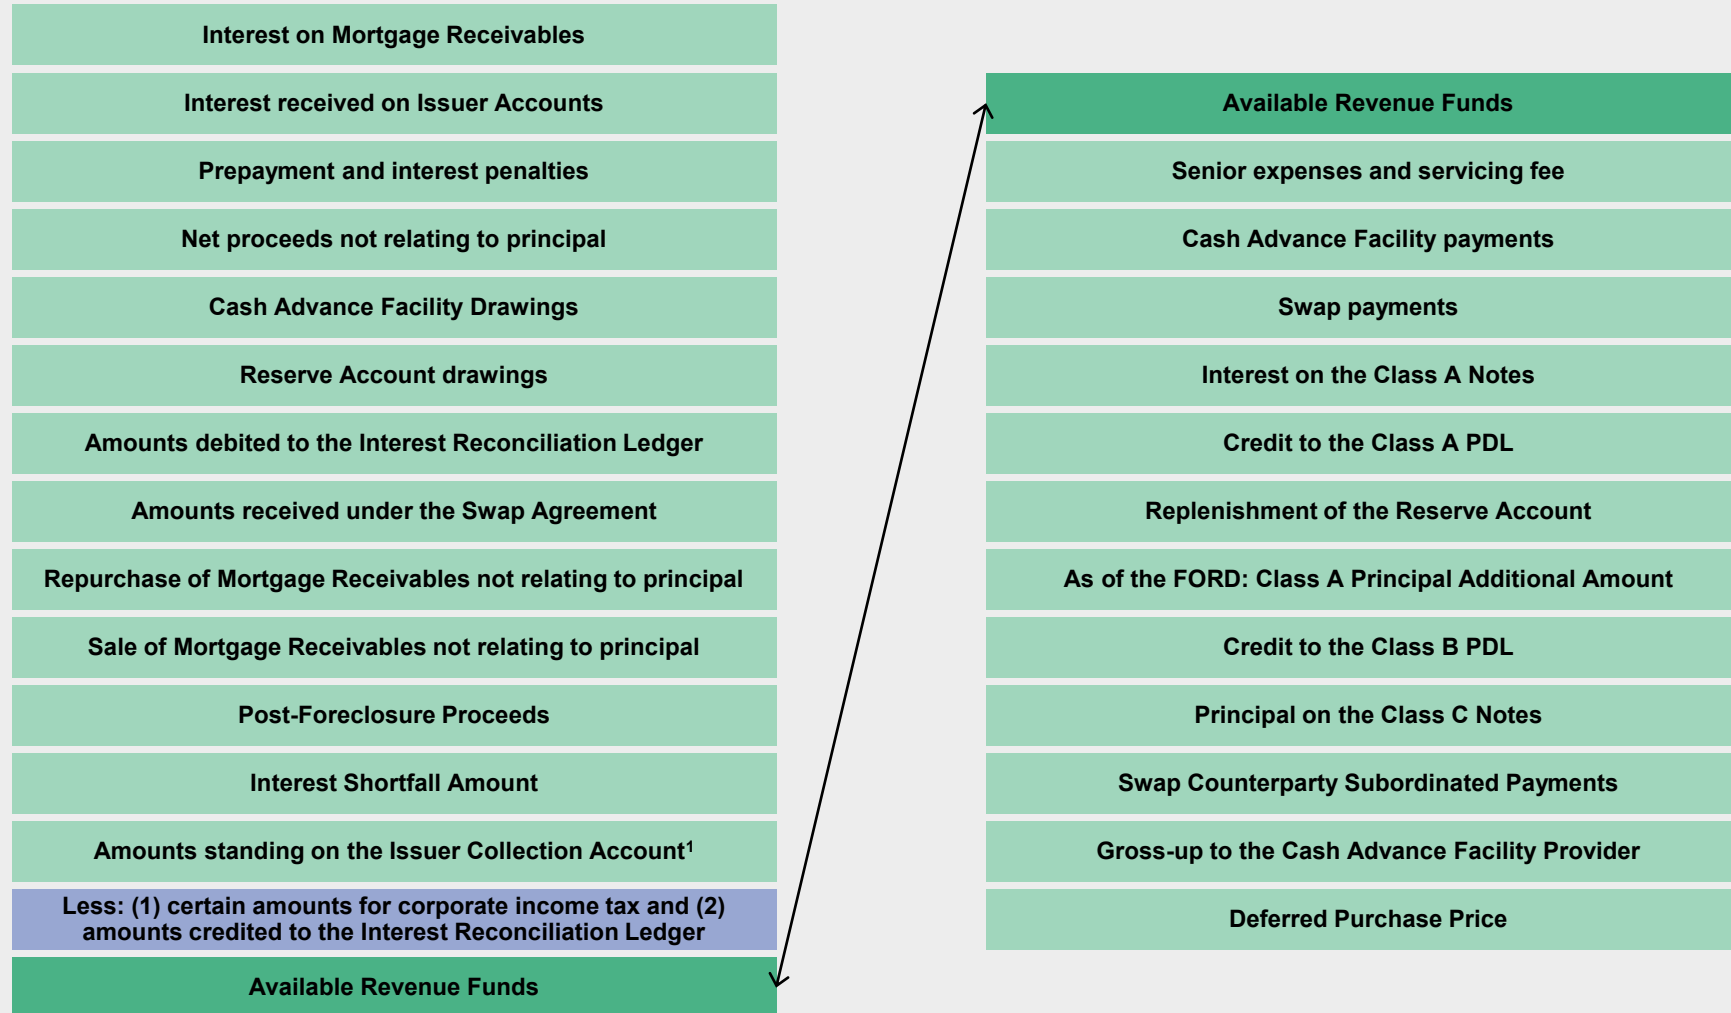 Interest on Mortgage Receivables
Interest received on Issuer Accounts
Prepayment and interest penalties
Net proceeds not relating to principal
Cash Advance Facility Drawings
Reserve Account drawings
Amounts debited to the Interest Reconciliation Ledger
Amounts received under the Swap Agreement
Repurchase of Mortgage Receivables not relating to principal
Sale of Mortgage Receivables not relating to principal
Post-Foreclosure Proceeds
Interest Shortfall Amount
Amounts standing on the Issuer Collection Account¹
Less: (1) certain amounts for corporate income tax and (2)
amounts credited to the Interest Reconciliation Ledger
Available Revenue Funds
Available Revenue Funds
Senior expenses and servicing fee
Cash Advance Facility payments
Swap payments
Interest on the Class A Notes
Credit to the Class A PDL
Replenishment of the Reserve Account
As of the FORD: Class A Principal Additional Amount
Credit to the Class B PDL
Principal on the Class C Notes
Swap Counterparty Subordinated Payments
Gross-up to the Cash Advance Facility Provider
Deferred Purchase Price